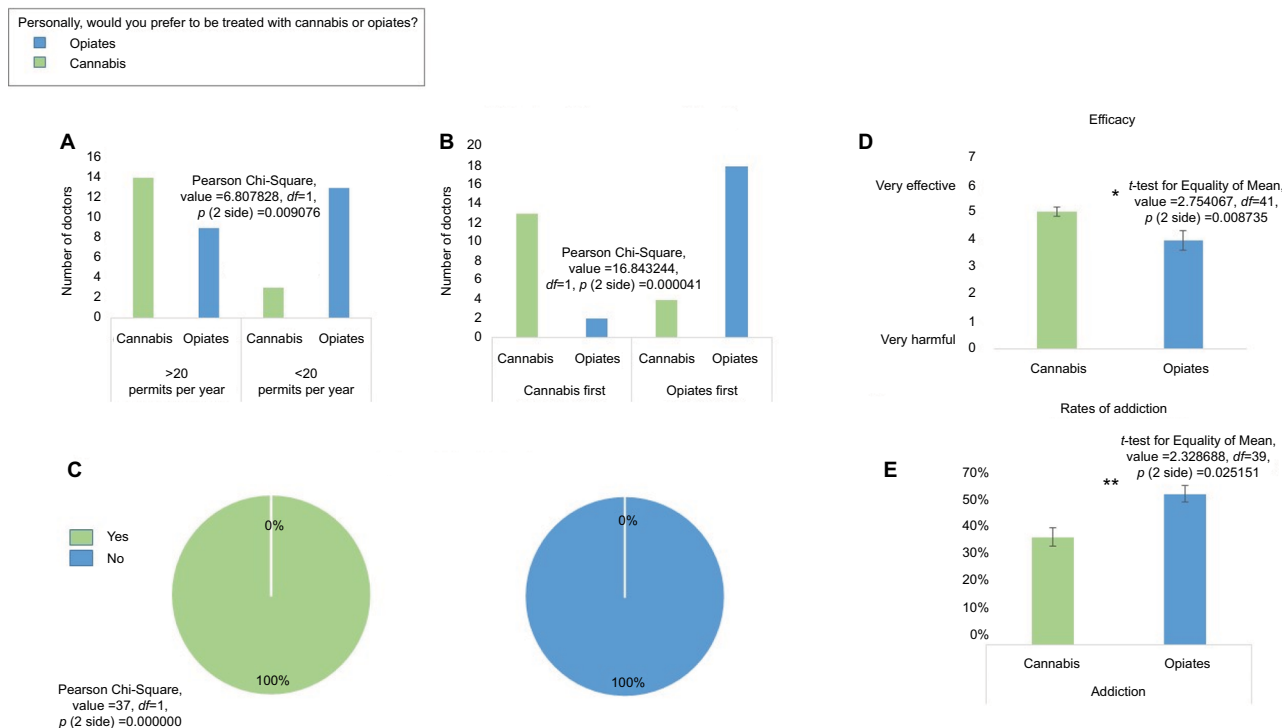 Personally, would you prefer to be treated with cannabis or opiates?
Opiates
Cannabis
A
Number of doctors
16
14
12
10
8
6
4
2
0
Pearson Chi-Square,
value =6.807828, df=1,
p (2 side) =0.009076
Cannabis Opiates Cannabis Opiates
>20
permits per year
<20
permits per year
B
Number of doctors
20
18
16
14
12
10
8
6
4
2
0
Pearson Chi-Square,
value =16.843244,
df=1, p (2 side) =0.000041
Cannabis Opiates Cannabis Opiates
Cannabis first Opiates first
C
Yes
No
0%
100%
0%
100%
Pearson Chi-Square,
value =37, df=1,
p (2 side) =0.000000
D
Efficacy
Very effective
Very harmful
7
6
5
4
3
2
1
0
*
t-test for Equality of Mean,
value =2.754067, df=41,
p (2 side) =0.008735
Cannabis Opiates
Rates of addiction
E
70%
50%
40%
30%
20%
10%
0%
**
t-test for Equality of Mean,
value =2.328688, df=39,
p (2 side) =0.025151
Cannabis Opiates
Addiction